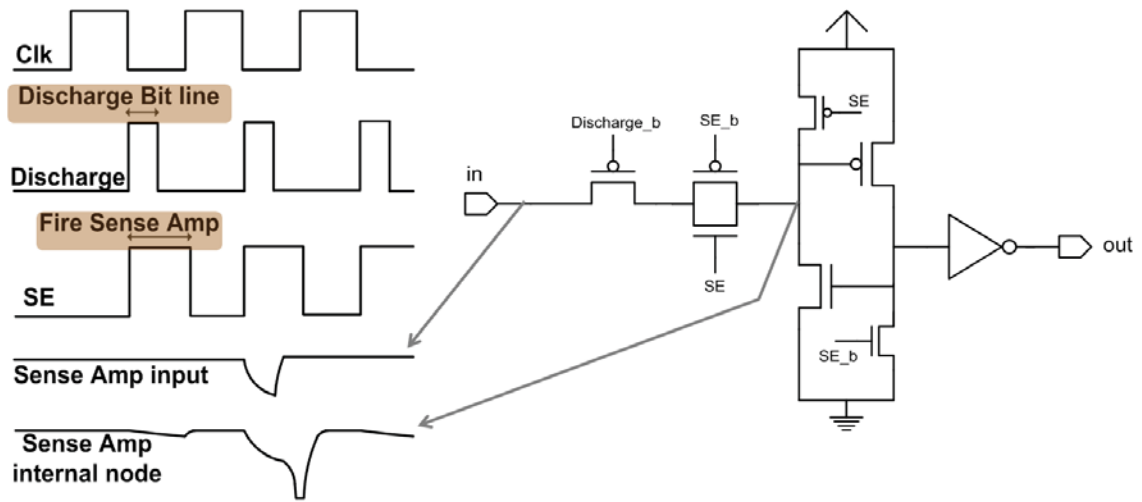 Clk
Discharge Bit line
Discharge
Fire Sense Amp
SE
Sense Amp input
Sense Amp
internal node
in
Discharge_b
SE_b
SE
SE
SE_b
out